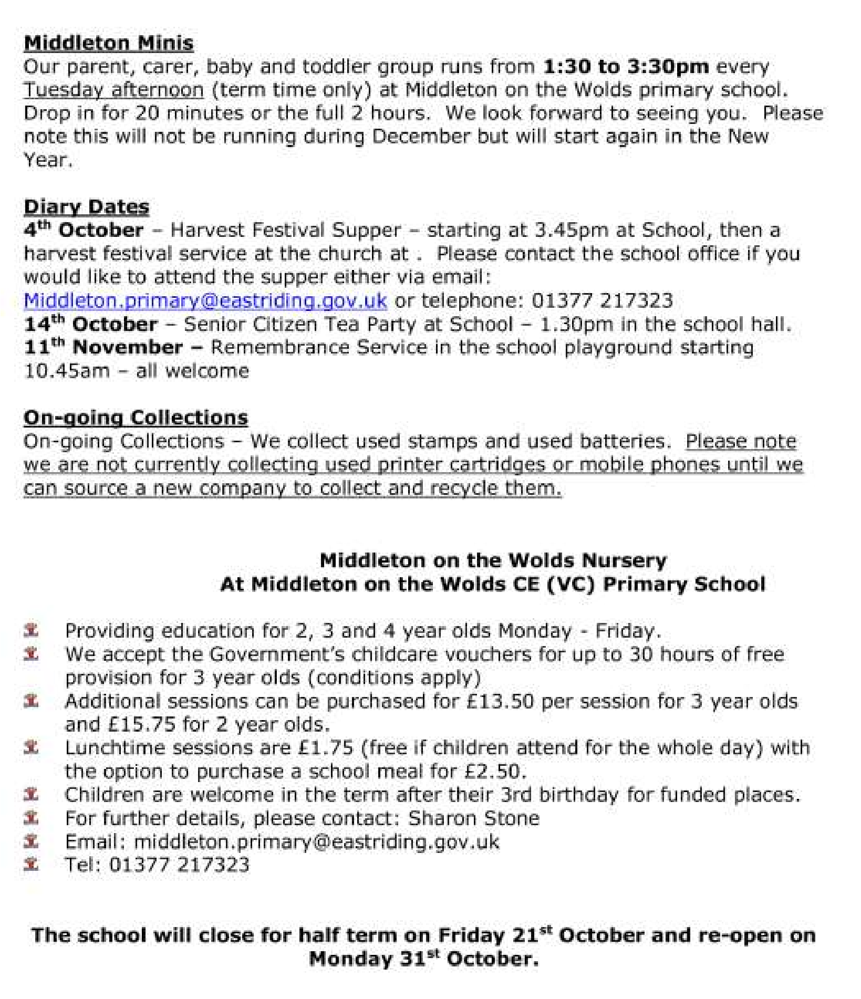 Middleton Minis
Our parent, carer, baby and toddler group runs from 1:30 to 3:30pm every
Tuesday afternoon (term time only) at Middleton on the Wolds primary school.
Drop in for 20 minutes or the full 2 hours.  We look forward to seeing you.  Please
note this will not be running during December but will start again in the New
Year.
Diary Dates
4th October – Harvest Festival Supper – starting at 3.45pm at School, then a
harvest festival service at the church at .  Please contact the school office if you
would like to attend the supper either via email:
Middleton.primary@eastriding.gov.uk or telephone: 01377 217323
14th October – Senior Citizen Tea Party at School – 1.30pm in the school hall.
11th November – Remembrance Service in the school playground starting
10.45am – all welcome
On-going Collections
On-going Collections – We collect used stamps and used batteries.  Please note
we are not currently collecting used printer cartridges or mobile phones until we
can source a new company to collect and recycle them.
Middleton on the Wolds Nursery
At Middleton on the Wolds CE (VC) Primary School
Providing education for 2, 3 and 4 year olds Monday - Friday.
We accept the Government’s childcare vouchers for up to 30 hours of free
provision for 3 year olds (conditions apply)
Additional sessions can be purchased for £13.50 per session for 3 year olds
and £15.75 for 2 year olds.
Lunchtime sessions are £1.75 (free if children attend for the whole day) with
the option to purchase a school meal for £2.50.
Children are welcome in the term after their 3rd birthday for funded places.
For further details, please contact: Sharon Stone
Email: middleton.primary@eastriding.gov.uk
Tel: 01377 217323
The school will close for half term on Friday 21st October and re-open on
Monday 31st October.